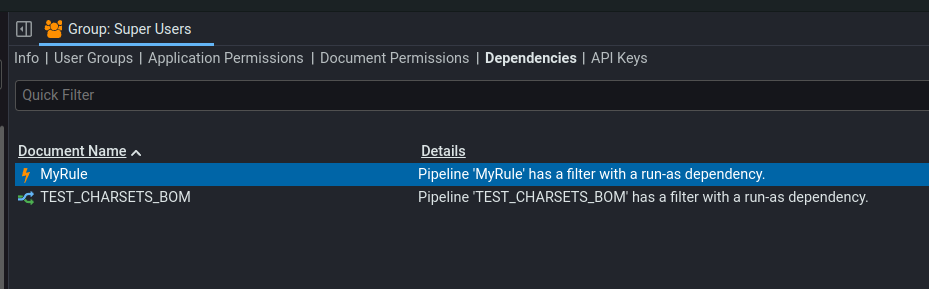 Group: Super Users
Info | User Groups | Application Permissions | Document Permissions | Dependencies | API Keys
Quick Filter
Document Name Details
MyRule Pipeline 'MyRule' has a filter with a run-as dependency.
TEST_CHARSETS_BOM Pipeline 'TEST_CHARSETS_BOM' has a filter with a run-as dependency.